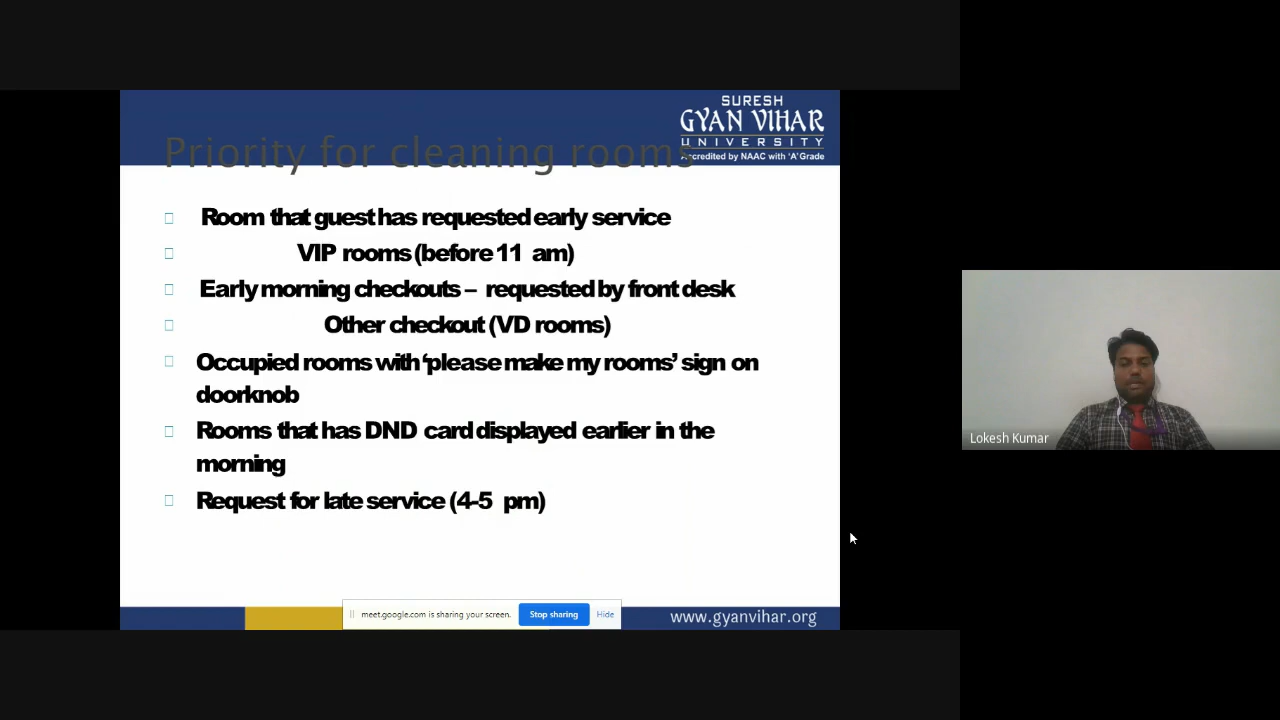 SURESH
GYAN VIHAR
UNIVERSITY
Accredited by NAAC with 'A' Grade
Priority for cleaning rooms
Room that guest has requested early service
VIP rooms (before 11 am)
Early morning checkouts – requested by front desk
Other checkout (VD rooms)
Occupied rooms with ‘please make my rooms’ sign on
doorknob
Rooms that has DND card displayed earlier in the
morning
Request for late service (4-5 pm)
Lokesh Kumar
meet.google.com is sharing your screen.
Stop sharing
Hide
www.gyanvihar.org